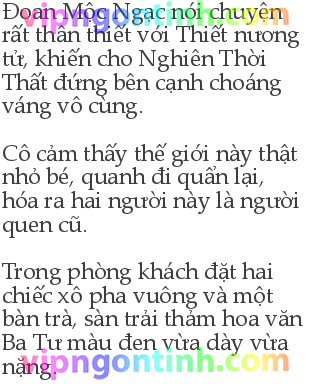 Đoan Mộc Ngạc nói chuyện
rất thân thiết với Thiết nương
tử, khiến cho Nghiên Thời
Thất đứng bên cạnh choáng
váng vô cùng.
Cô cảm thấy thế giới này thật
nhỏ bé, quanh đi quẩn lại,
hóa ra hai người này là người
quen cũ.
Trong phòng khách đặt hai
chiếc xô pha vuông và một
bàn trà, sàn trải thảm hoa văn
Ba Tư màu đen vừa dày vừa
nặng.
vipngontinh.com
vipngontinh.com